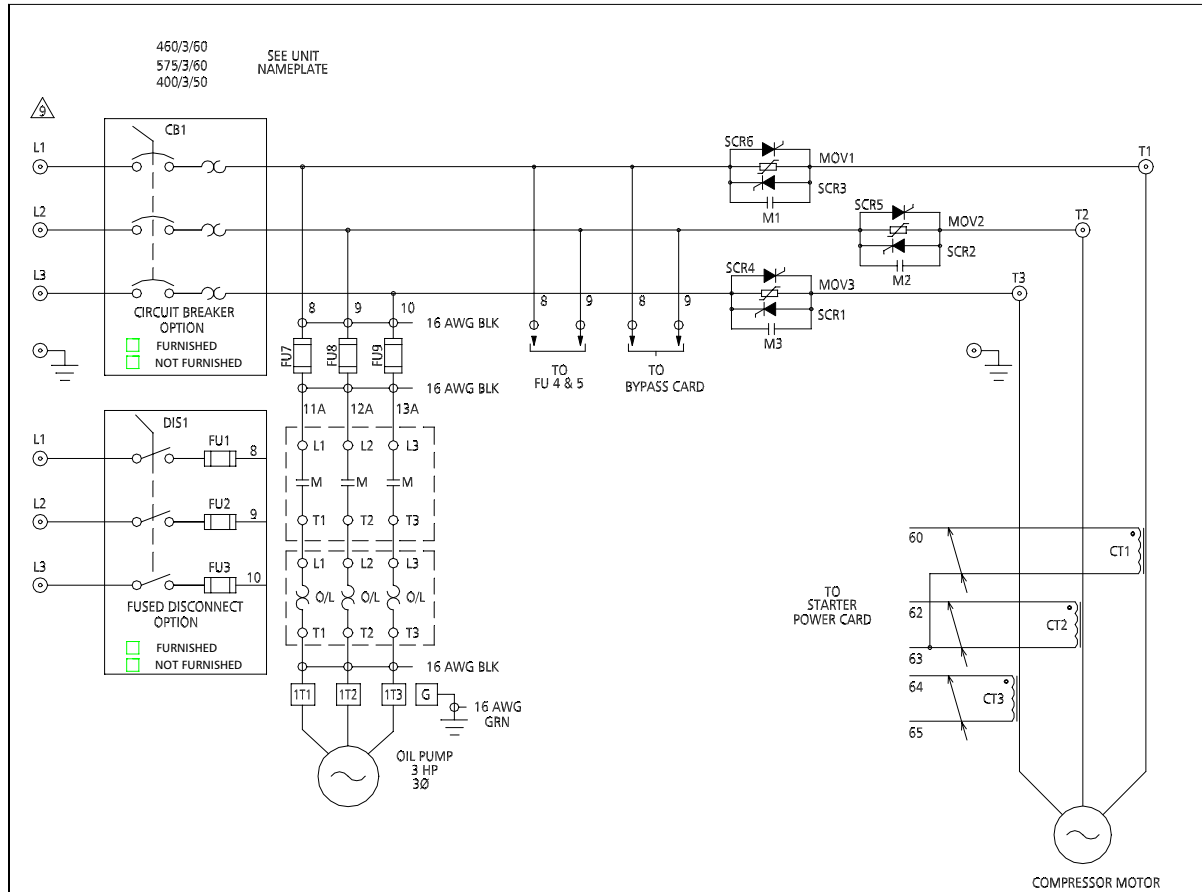 460/3/60
575/3/60
400/3/50
SEE UNIT
NAMEPLATE
9
CB1
L1
L2
L3
CIRCUIT BREAKER
OPTION
FURNISHED
NOT FURNISHED
SCR6
MOV1
SCR3
M1
T1
SCR5
MOV2
SCR2
M2
T2
SCR4
MOV3
SCR1
M3
T3
8
9
10
16 AWG BLK
8
9
8
9
FU7
FU8
FU9
TO
FU 4 & 5
TO
BYPASS CARD
16 AWG BLK
11A
12A
13A
L1
L2
L3
M
M
M
T1
T2
T3
L1
L2
L3
O/L
O/L
O/L
T1
T2
T3
16 AWG BLK
1T1
1T2
1T3
G
16 AWG
GRN
OIL PUMP
3 HP
3Ø
DIS1
L1
FU1
8
L2
FU2
9
L3
FU3
10
FUSED DISCONNECT
OPTION
FURNISHED
NOT FURNISHED
TO
STARTER
POWER CARD
60
CT1
62
CT2
63
64
CT3
65
COMPRESSOR MOTOR